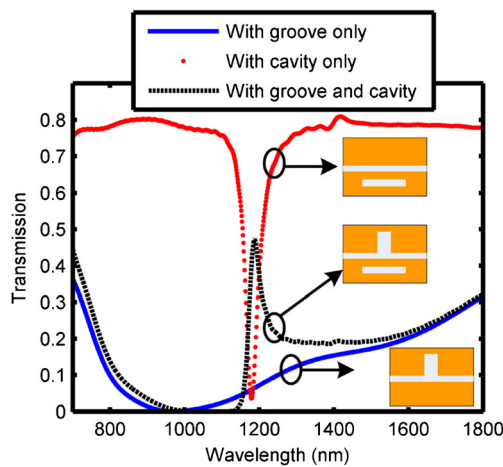 With groove only
With cavity only
With groove and cavity
0.8
0.7
0.6
0.5
0.4
0.3
0.2
0.1
0
Transmission
800 1000 1200 1400 1600 1800
Wavelength (nm)